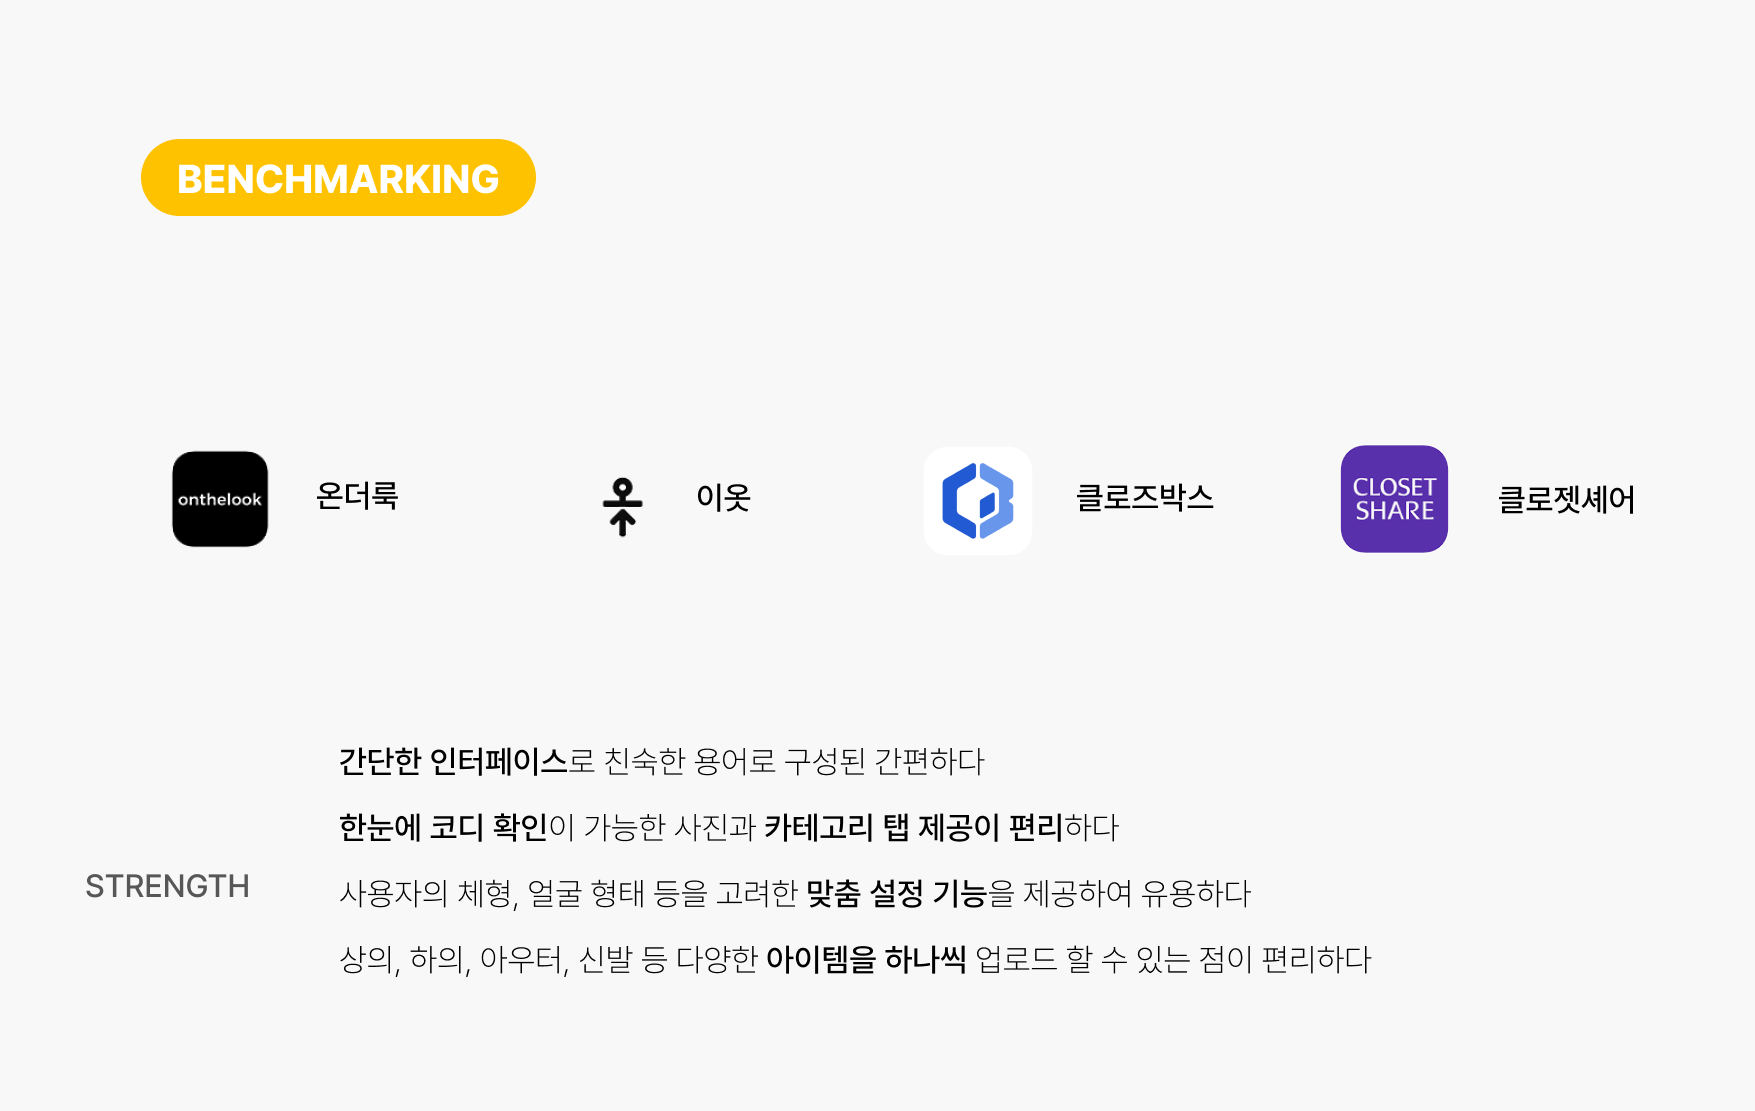 BENCHMARKING
onthelook
온더룩
이옷
클로즈박스
CLOSET
SHARE
클로젯셰어
간단한 인터페이스로 친숙한 용어로 구성된 간편하다
한눈에 코디 확인이 가능한 사진과 카테고리 탭 제공이 편리하다
STRENGTH
사용자의 체형, 얼굴 형태 등을 고려한 맞춤 설정 기능을 제공하여 유용하다
상의, 하의, 아우터, 신발 등 다양한 아이템을 하나씩 업로드 할 수 있는 점이 편리하다